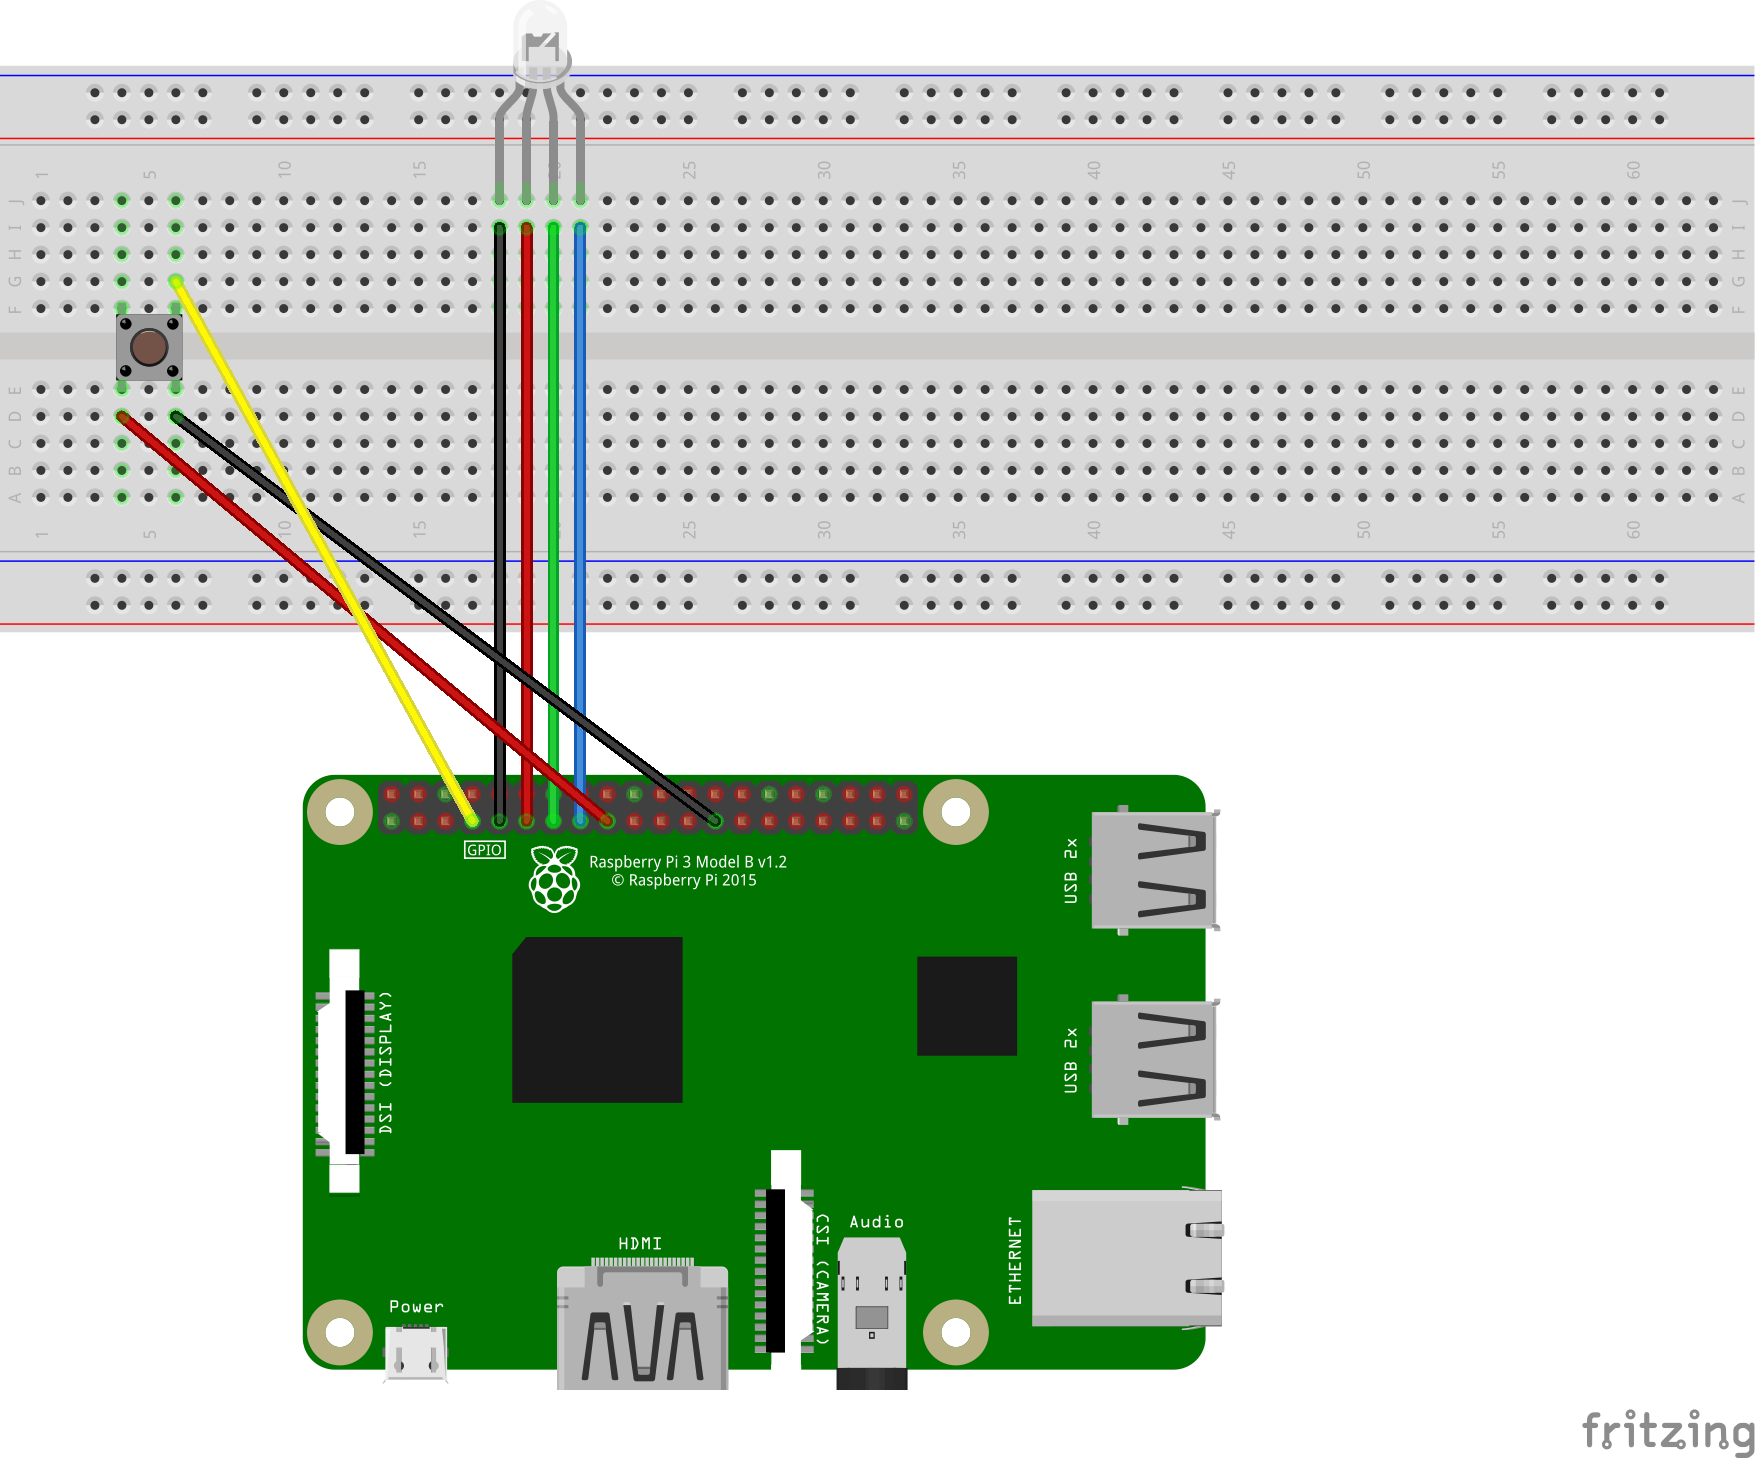 1 5 10 15 20 25 30 35 40 45 50 55 60
J J
I I
H H
G G
F F
E E
D D
C C
B B
A A
1 5 10 15 25 30 35 40 45 50 55 60
GPIO
Raspberry Pi 3 Model B v1.2
© Raspberry Pi 2015
USB 2x
DSI (DISPLAY)
USB 2x
HDMI
CSI (CAMERA)
Audio
ETHERNET
Power
fritzing